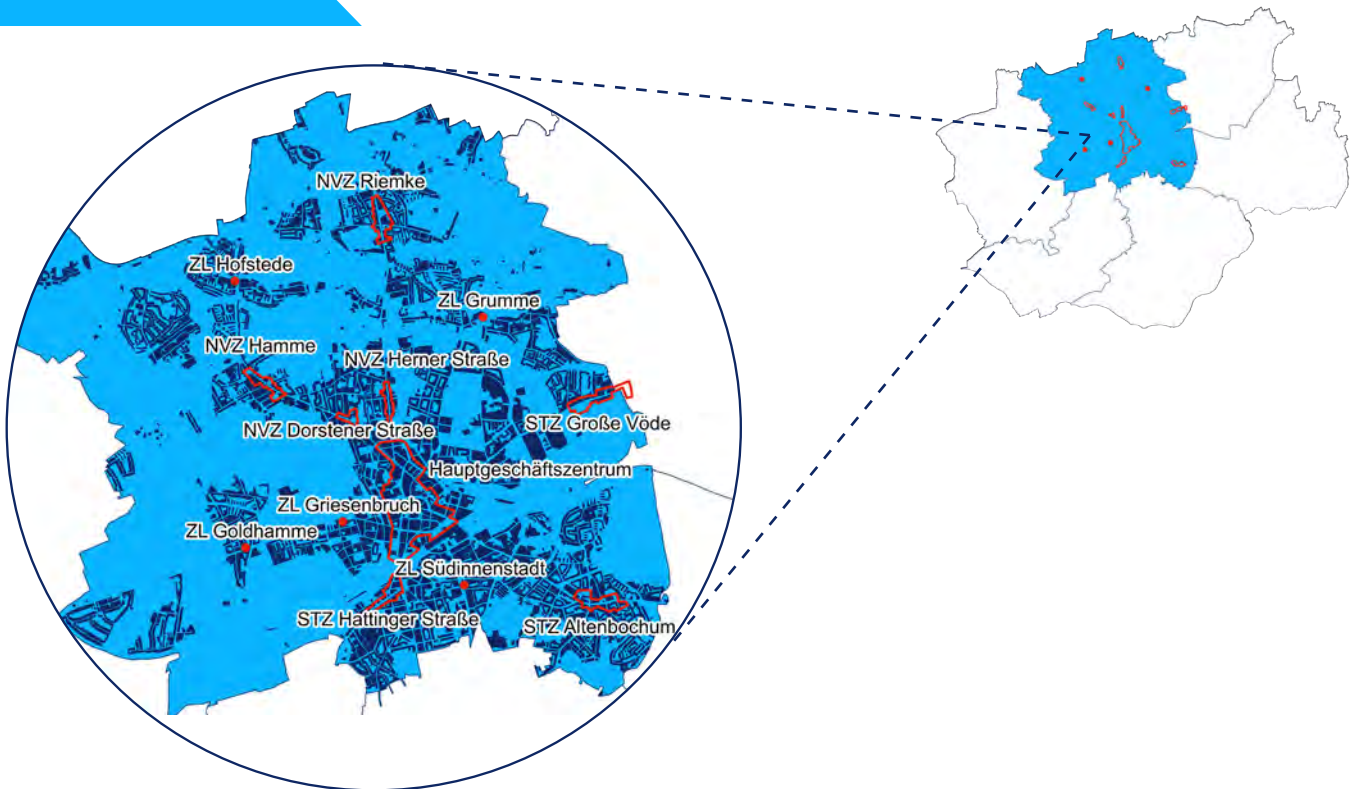 NVZ Riemke
ZL Hofstede
ZL Grumme
NVZ Hamme
NVZ Herner Straße
STZ Große Vöde
NVZ Dorstener Straße
Hauptgeschäftszentrum
ZL Griesenbruch
ZL Goldhamme
ZL Südinnenstadt
STZ Hattinger Straße
STZ Altenbochum